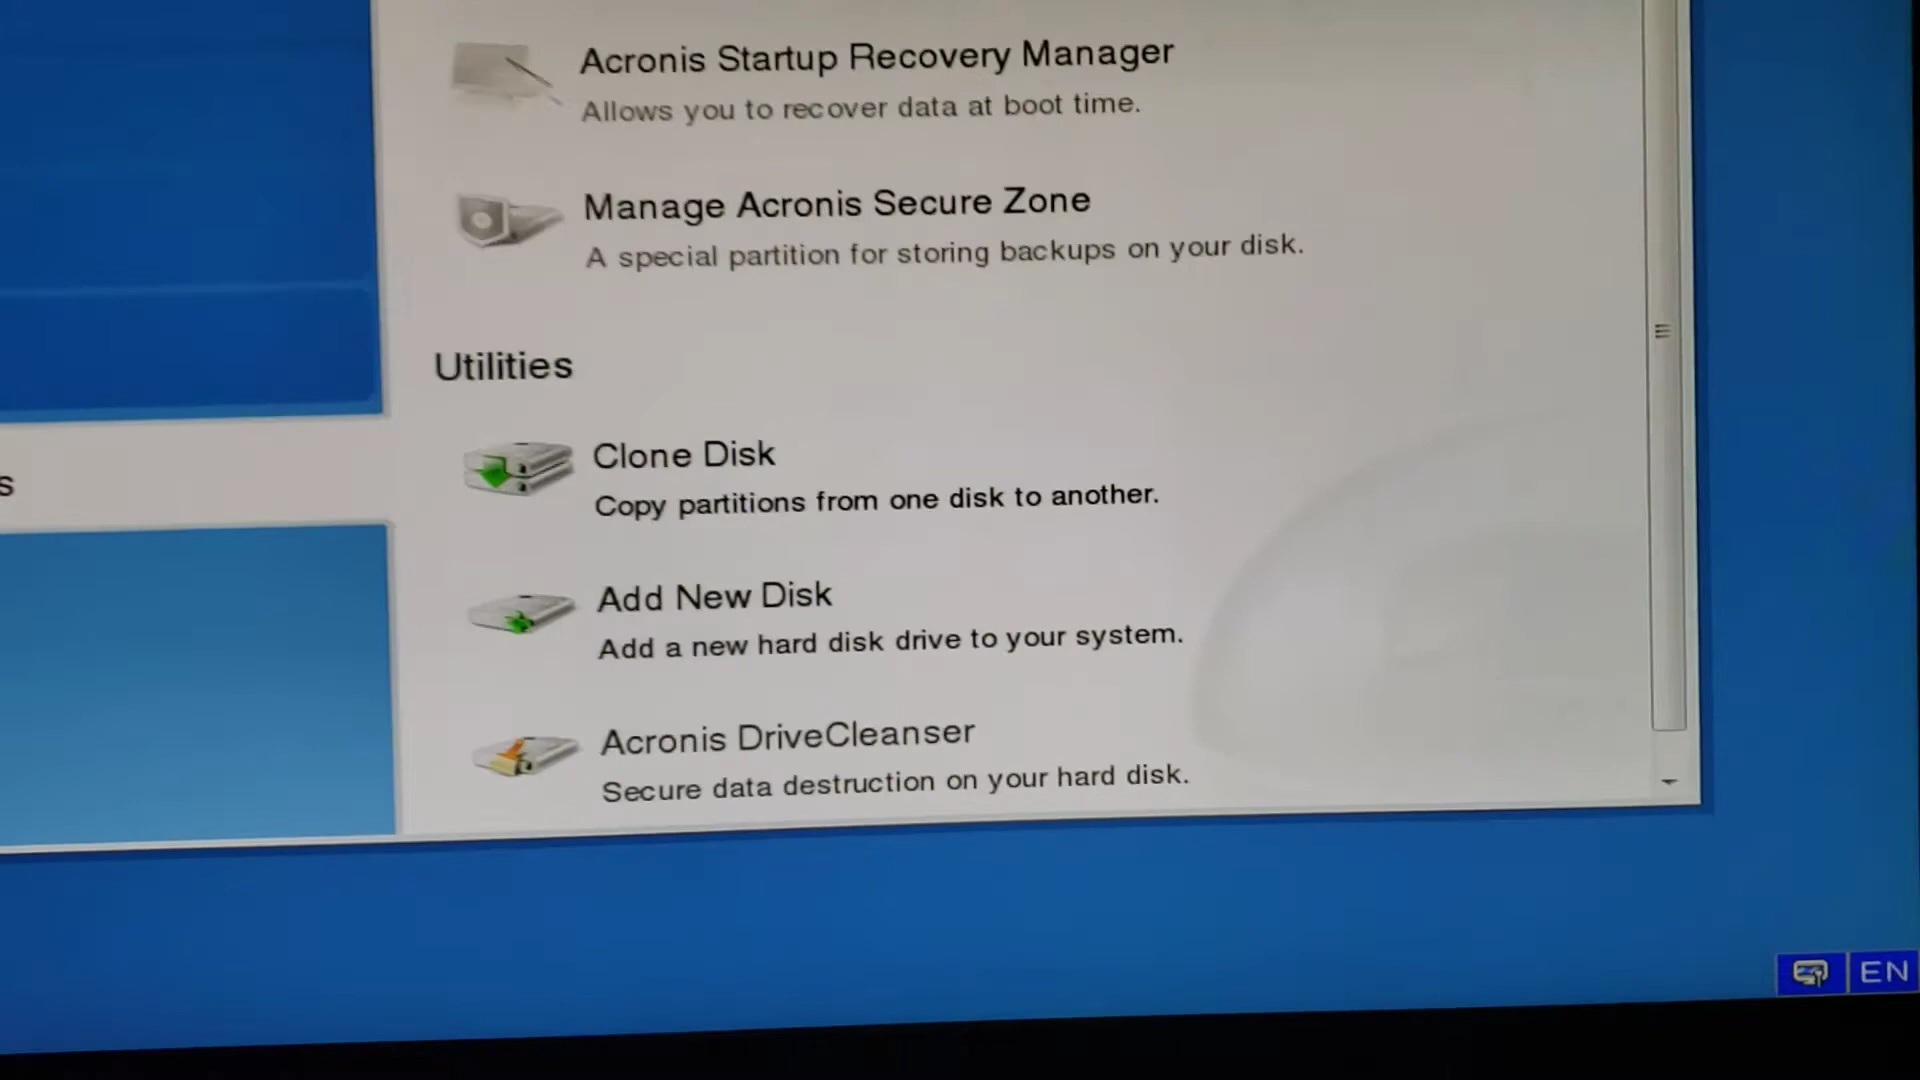 Acronis Startup Recovery Manager
Allows you to recover data at boot time.
Manage Acronis Secure Zone
A special partition for storing backups on your disk.
Utilities
s
Clone Disk
Copy partitions from one disk to another.
Add New Disk
Add a new hard disk drive to your system.
Acronis DriveCleanser
Secure data destruction on your hard disk.
EN